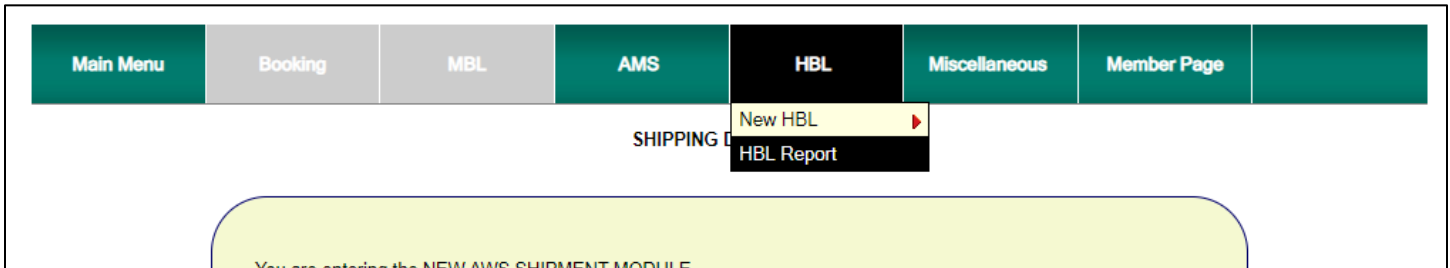 Main Menu Booking MBL AMS HBL Miscellaneous Member Page
New HBL
SHIPPING
HBL Report
You are entering the NEW AWS SHIPMENT MODULE